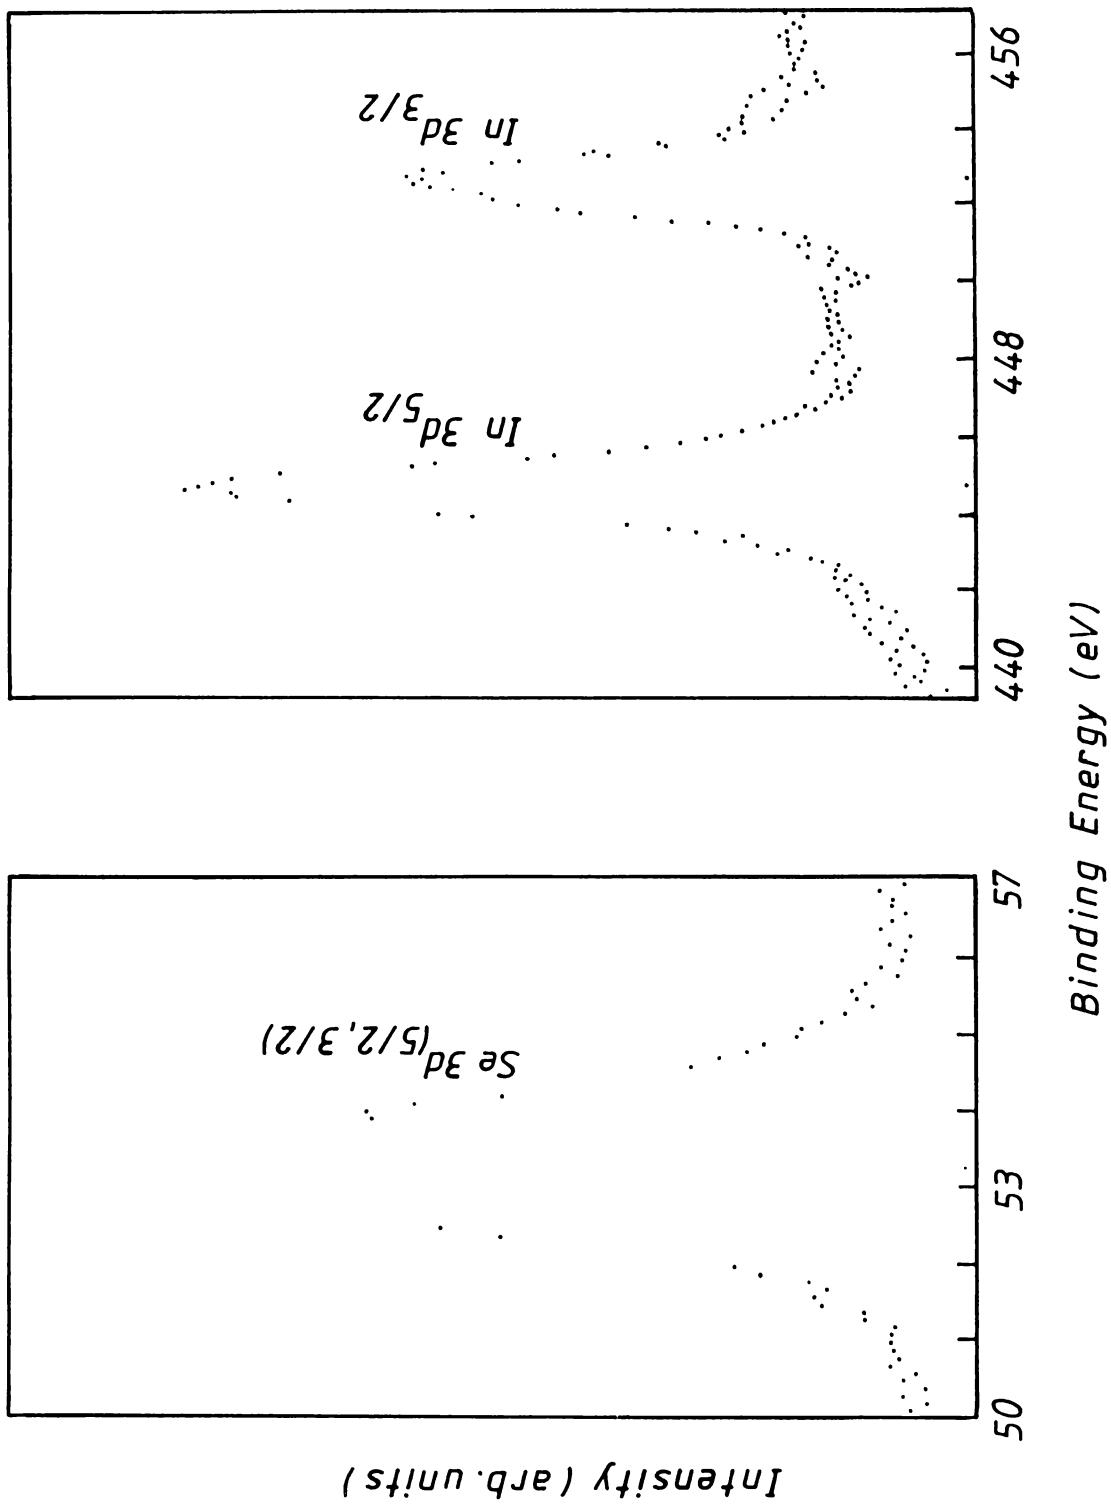 Intensity (arb. units)
Se 3d(5/2, 3/2)
In 3d5/2
In 3d3/2
50
53
57
440
448
456
Binding Energy (eV)